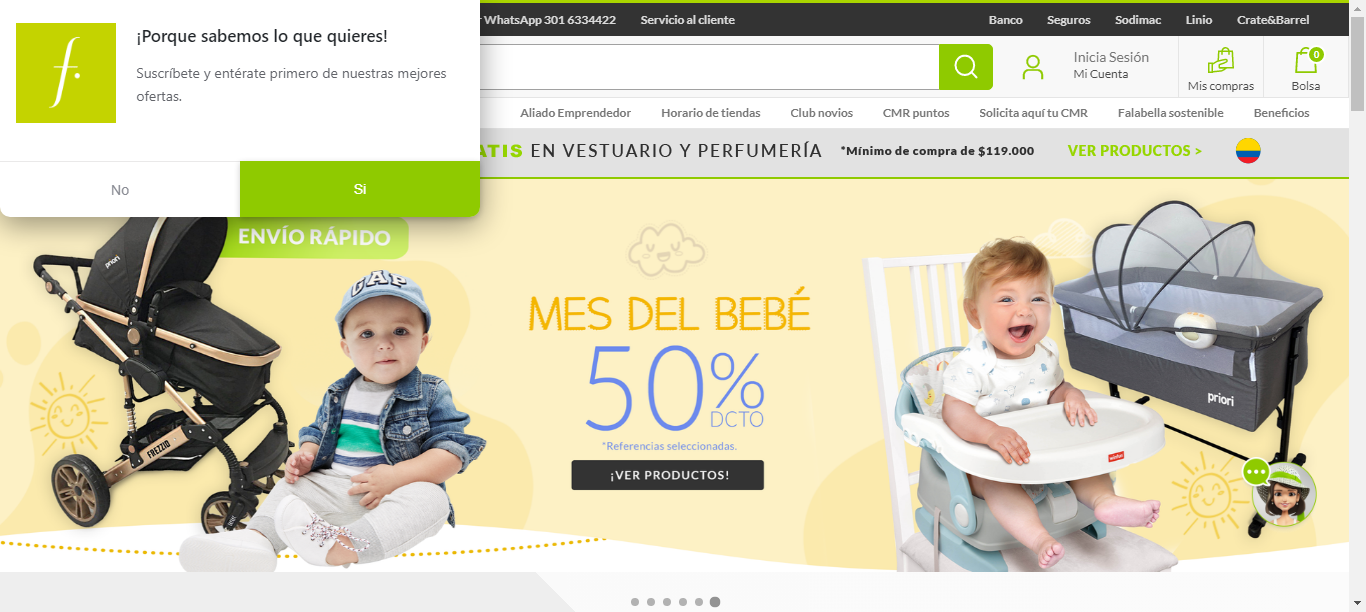 ¡Porque sabemos lo que quieres!
Suscríbete y entérate primero de nuestras mejores
ofertas.
No
Si
WhatsApp 301 6334422
Servicio al cliente
Banco
Seguros
Sodimac
Linio
Crate&Barrel
Inicia Sesión
Mi Cuenta
Mis compras
0
Bolsa
Aliado Emprendedor
Horario de tiendas
Club novios
CMR puntos
Solicita aquí tu CMR
Falabella sostenible
Beneficios
EN VESTUARIO Y PERFUMERÍA
*Mínimo de compra de $119.000
VER PRODUCTOS >
ENVÍO RÁPIDO
priori
GAP
FREZZIO
MES DEL BEBÉ
50%
DCTO
*Referencias seleccionadas.
¡VER PRODUCTOS!
priori